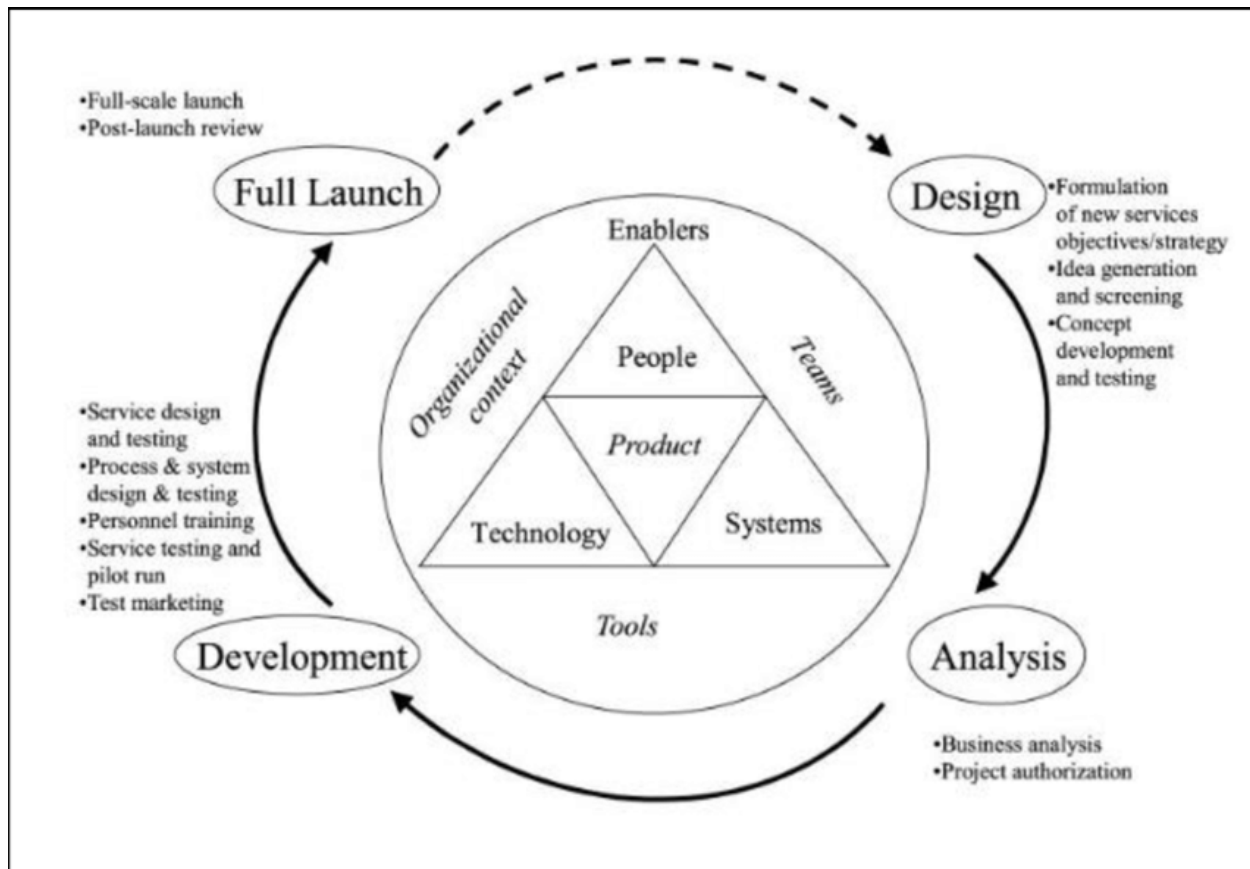 •Full-scale launch
•Post-launch review
Full Launch
Design
•Formulation
of new services
objectives/strategy
•Idea generation
and screening
•Concept
development
and testing
Enablers
Organizational
context
Teams
People
Product
Technology
Systems
Tools
•Service design
and testing
•Process & system
design & testing
•Personnel training
•Service testing and
pilot run
•Test marketing
Development
Analysis
•Business analysis
•Project authorization